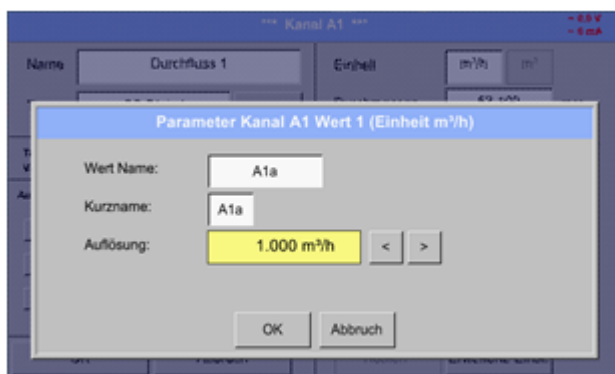 *** Kanal A1 ***
Name
Durchfluss 1
Einheit
m³/h
m³
Parameter Kanal A1 Wert 1 (Einheit m³/h)
Wert Name:
A1a
Kurzname:
A1a
Auflösung:
1.000 m³/h
<
>
OK
Abbruch